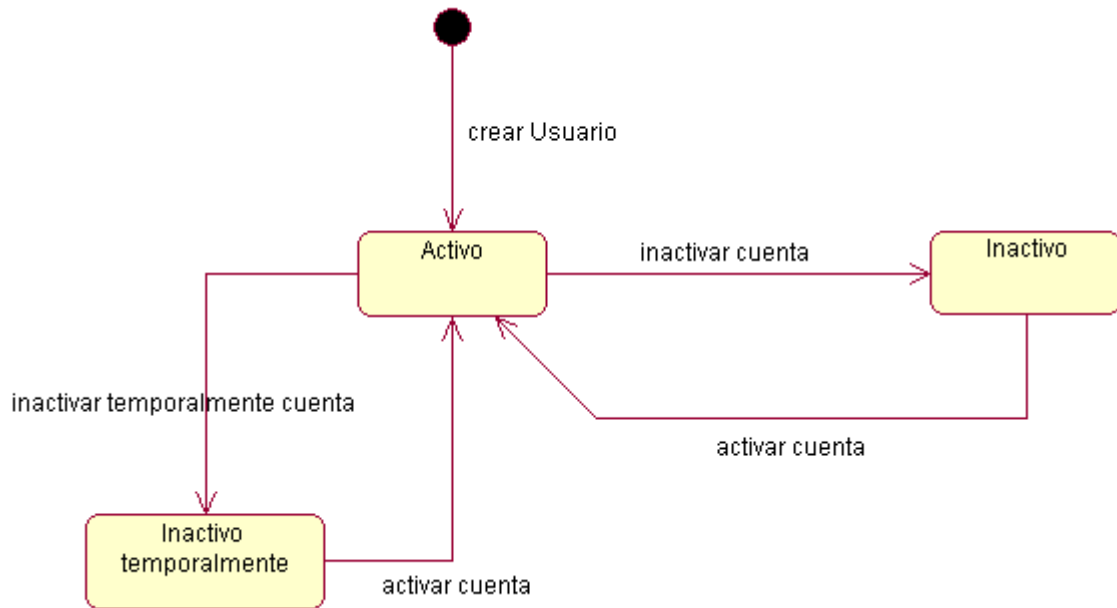 crear Usuario
Activo
inactivar cuenta
Inactivo
inactivar temporalmente cuenta
activar cuenta
Inactivo
temporalmente
activar cuenta